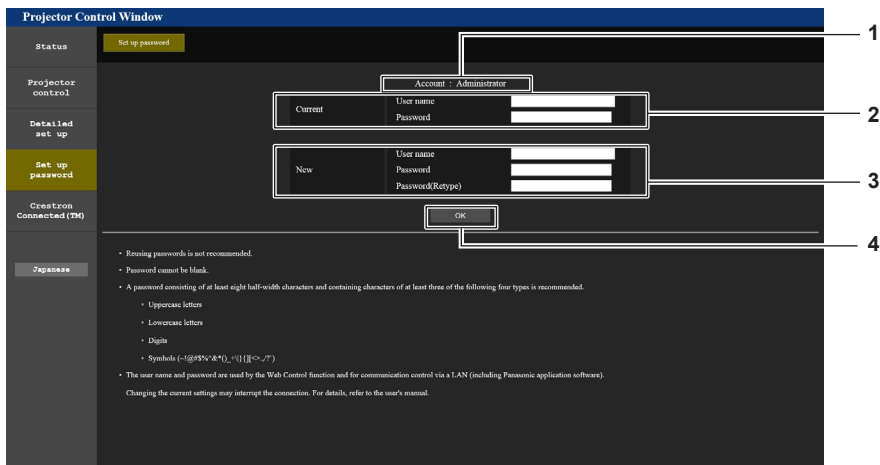 Projector Control Window
Status
Projector
control
Detailed
set up
Set up
password
Crestron
Connected(TM)
Japanese
Set up password
Account : Administrator
Current
User name
Password
New
User name
Password
Password(Retype)
OK
• Reusing passwords is not recommended.
• Password cannot be blank.
• A password consisting of at least eight half-width characters and containing characters of at least three of the following four types is recommended.
• Uppercase letters
• Lowercase letters
• Digits
• Symbols (~!@#$%^&*()_+\|}{][<>./?')
• The user name and password are used by the Web Control function and for communication control via a LAN (including Panasonic application software).
Changing the current settings may interrupt the connection. For details, refer to the user's manual.
1
2
3
4